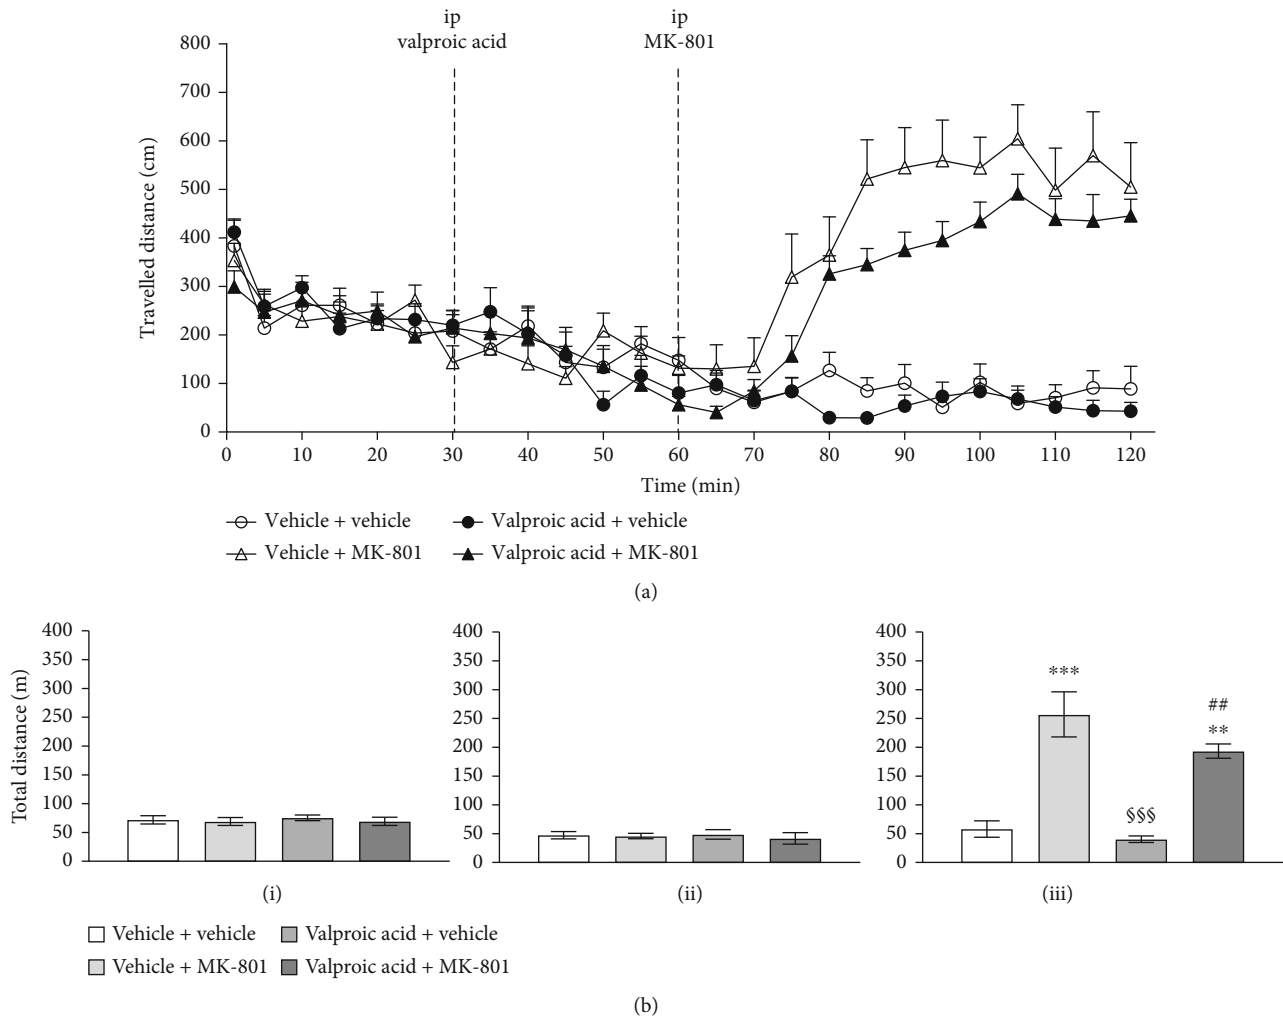 (a)
ip
valproic acid
ip
MK-801
Travelled distance (cm)
800
700
600
500
400
300
200
100
0
0 10 20 30 40 50 60 70 80 90 100 110 120
Time (min)
Vehicle + vehicle
Valproic acid + vehicle
Vehicle + MK-801
Valproic acid + MK-801
(a)
Total distance (m)
400
350
300
250
200
150
100
50
0
(i)
400
350
300
250
200
150
100
50
0
(ii)
400
350
300
250
200
150
100
50
0
***
§§§
##
**
(iii)
Vehicle + vehicle
Valproic acid + vehicle
Vehicle + MK-801
Valproic acid + MK-801
(b)